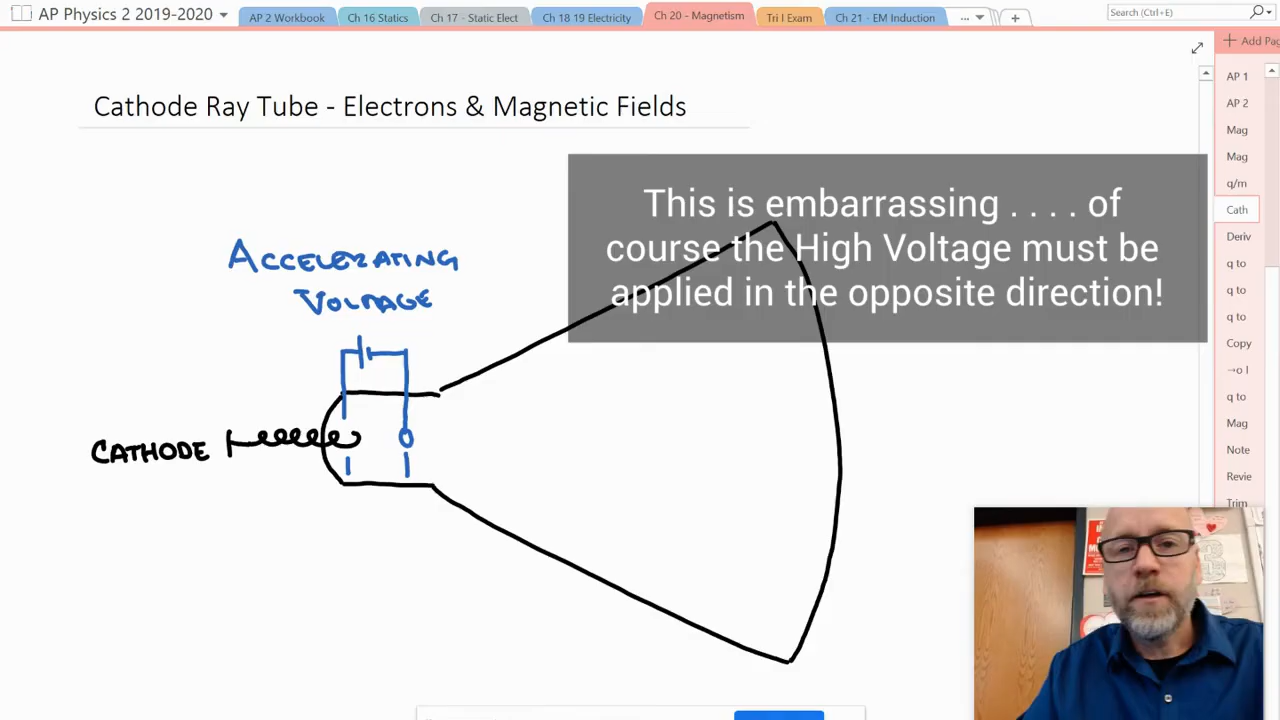 AP Physics 2 2019-2020
AP 2 Workbook
Ch 16 Statics
Ch 17 - Static Elect
Ch 18 19 Electricity
Ch 20 - Magnetism
Tri I Exam
Ch 21 - EM Induction
...
Search (Ctrl+E)
Add Pag
Cathode Ray Tube - Electrons & Magnetic Fields
This is embarrassing . . . . of
course the High Voltage must be
applied in the opposite direction!
ACCELERATING
VOLTAGE
CATHODE
AP 1
AP 2
Mag
Mag
q/m
Cath
Deriv
q to
q to
q to
Copy
→o I
q to
Mag
Note
Revie
Trim